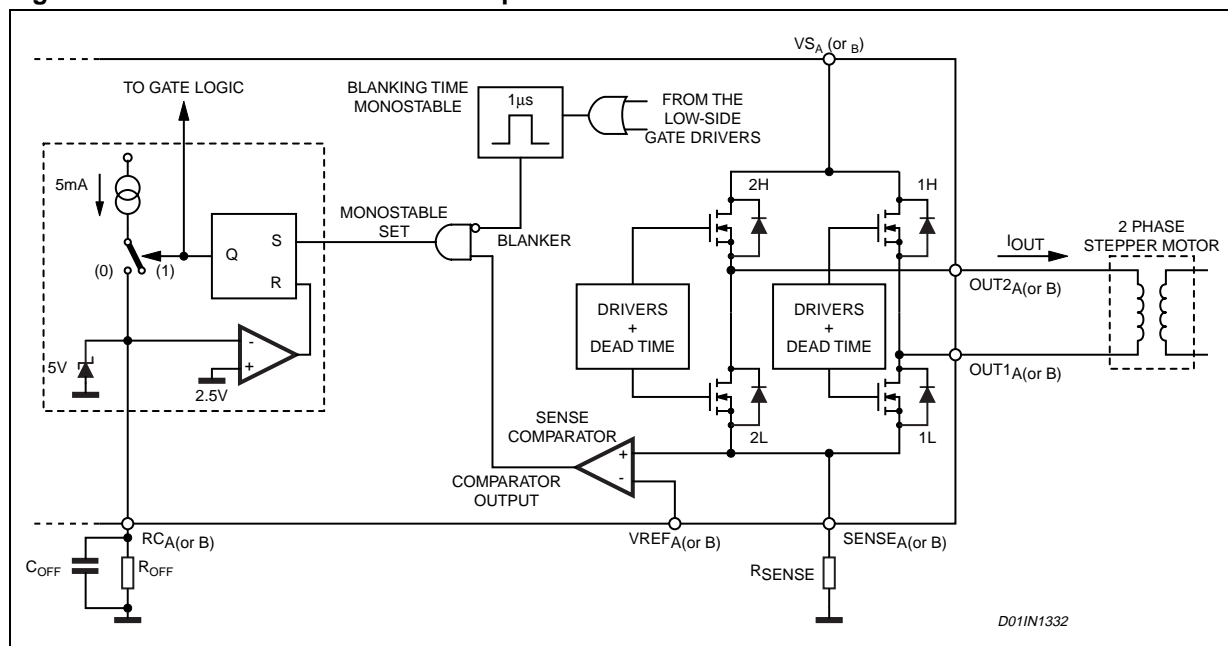 VSA (or B)
TO GATE LOGIC
BLANKING TIME
MONOSTABLE
1μs
FROM THE
LOW-SIDE
GATE DRIVERS
5mA
(0)
(1)
Q
S
R
MONOSTABLE
SET
BLANKER
2H
1H
IOUT
2 PHASE
STEPPER MOTOR
OUT2A(or B)
DRIVERS
+
DEAD TIME
DRIVERS
+
DEAD TIME
OUT1A(or B)
5V
-
+
2.5V
2L
1L
SENSE
COMPARATOR
+
-
COMPARATOR
OUTPUT
RCA(or B)
VREFA(or B)
SENSEA(or B)
COFF
ROFF
RSENSE
D01IN1332